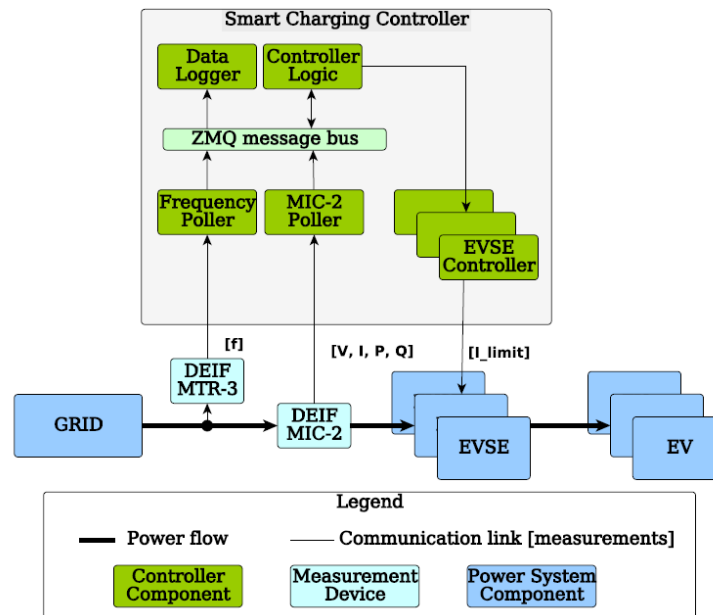 Smart Charging Controller
Data
Logger
Controller
Logic
ZMQ message bus
Frequency
Poller
MIC-2
Poller
EVSE
Controller
[f]
[V, I, P, Q]
[I_limit]
DEIF
MTR-3
GRID
DEIF
MIC-2
EVSE
EV
Legend
Power flow
Communication link [measurements]
Controller
Component
Measurement
Device
Power System
Component